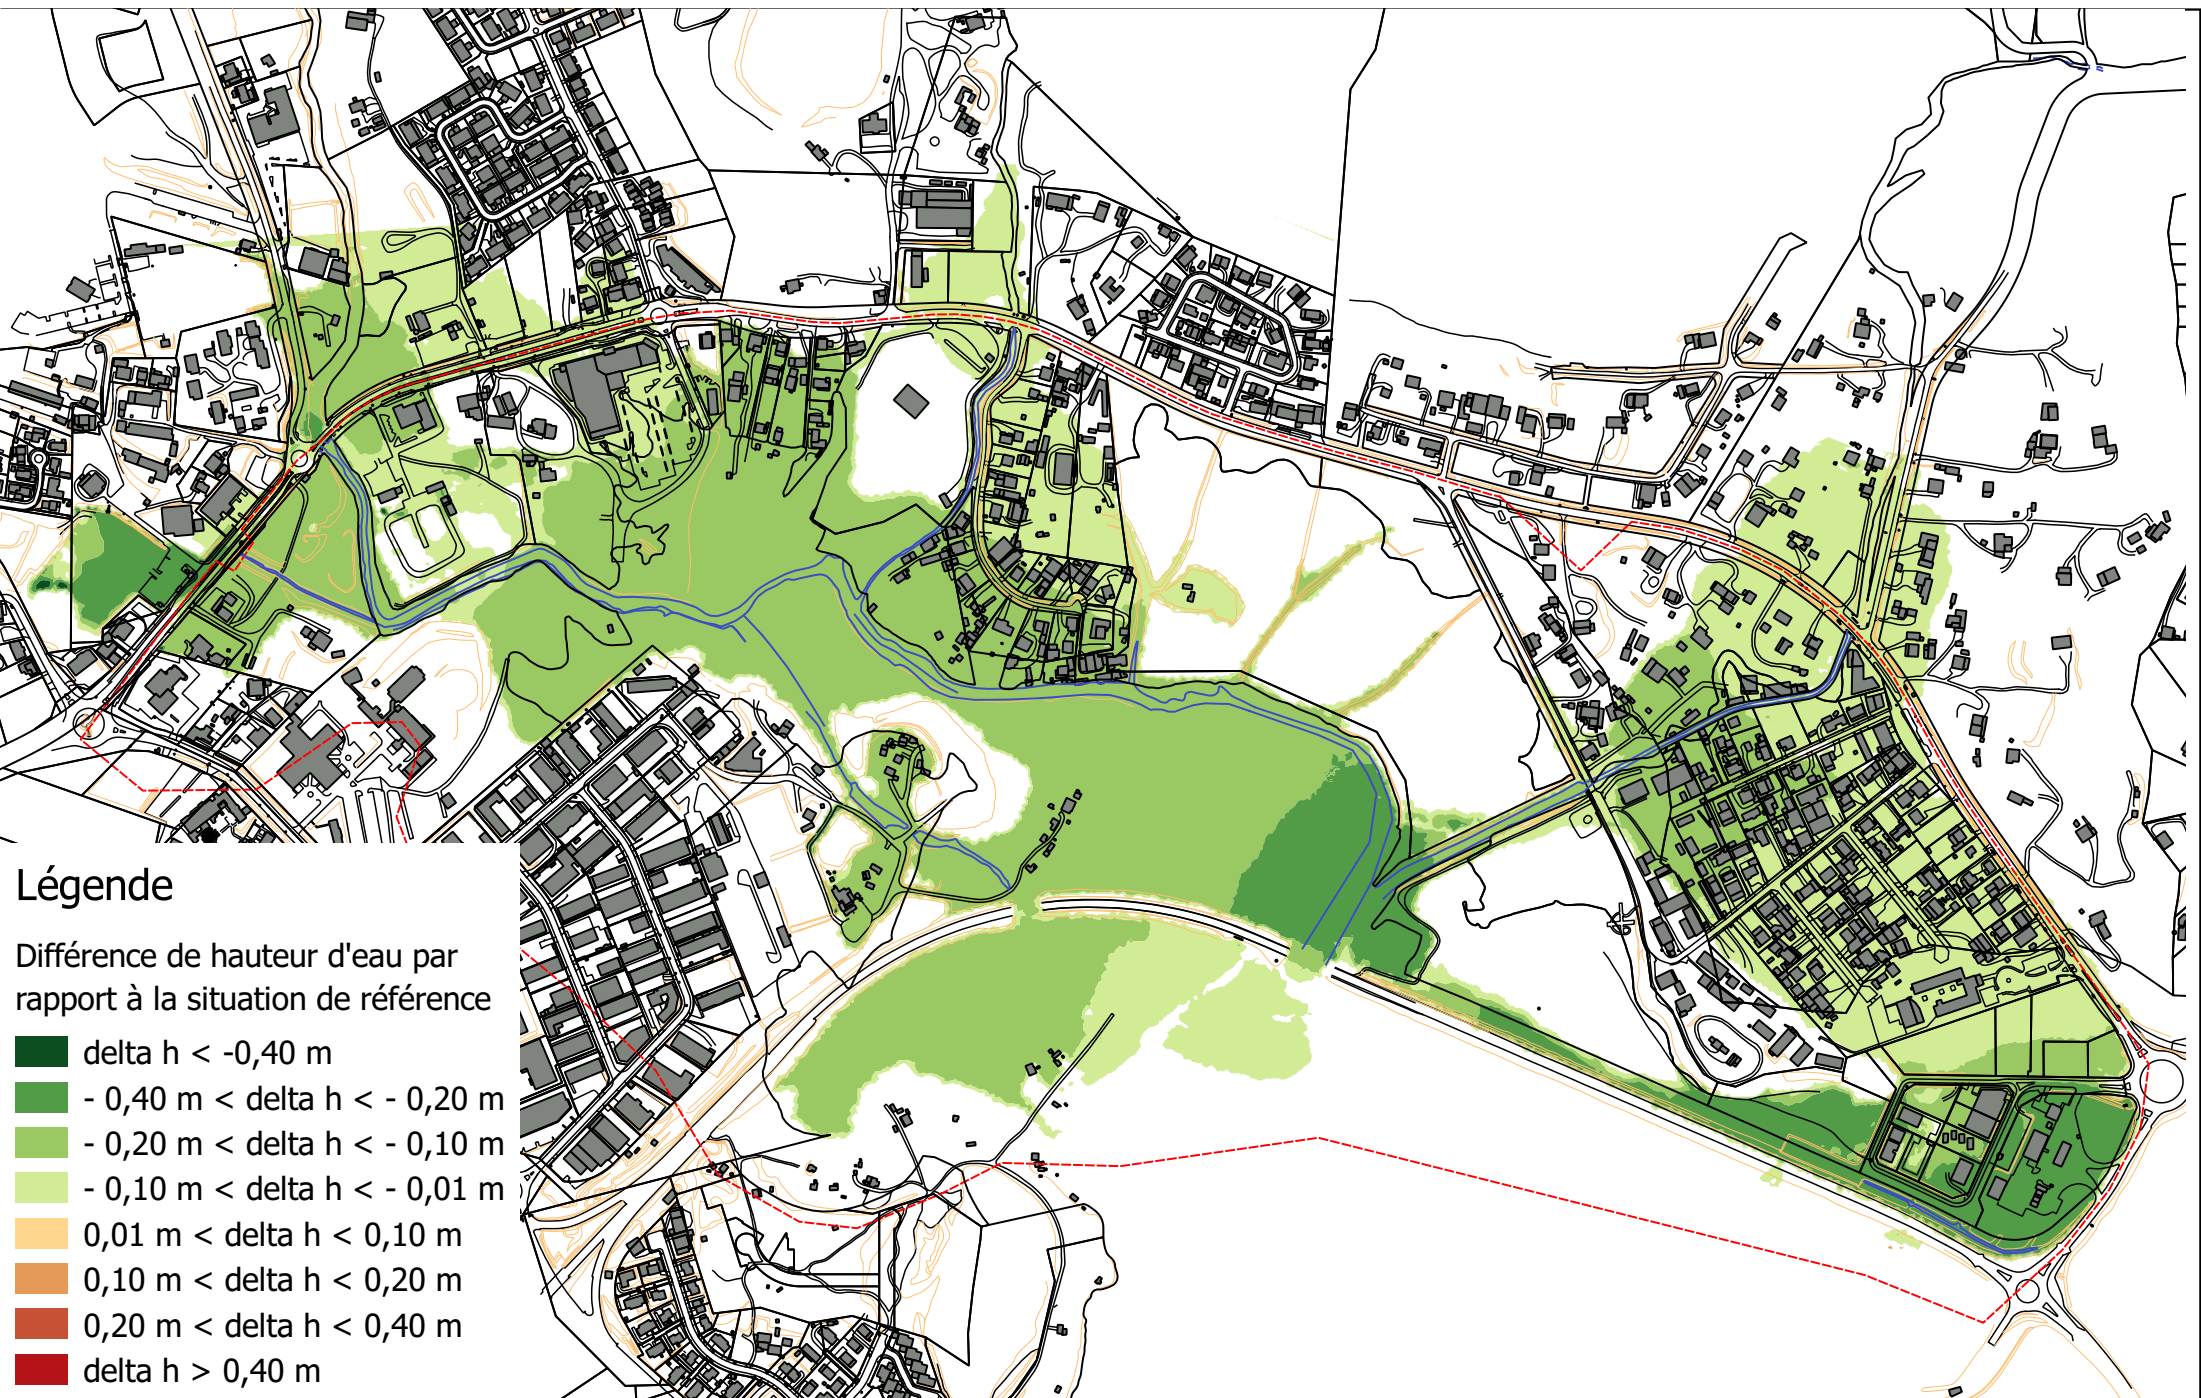 Légende
Différence de hauteur d'eau par
rapport à la situation de référence
delta h < -0,40 m
- 0,40 m < delta h < - 0,20 m
- 0,20 m < delta h < - 0,10 m
- 0,10 m < delta h < - 0,01 m
0,01 m < delta h < 0,10 m
0,10 m < delta h < 0,20 m
0,20 m < delta h < 0,40 m
delta h > 0,40 m